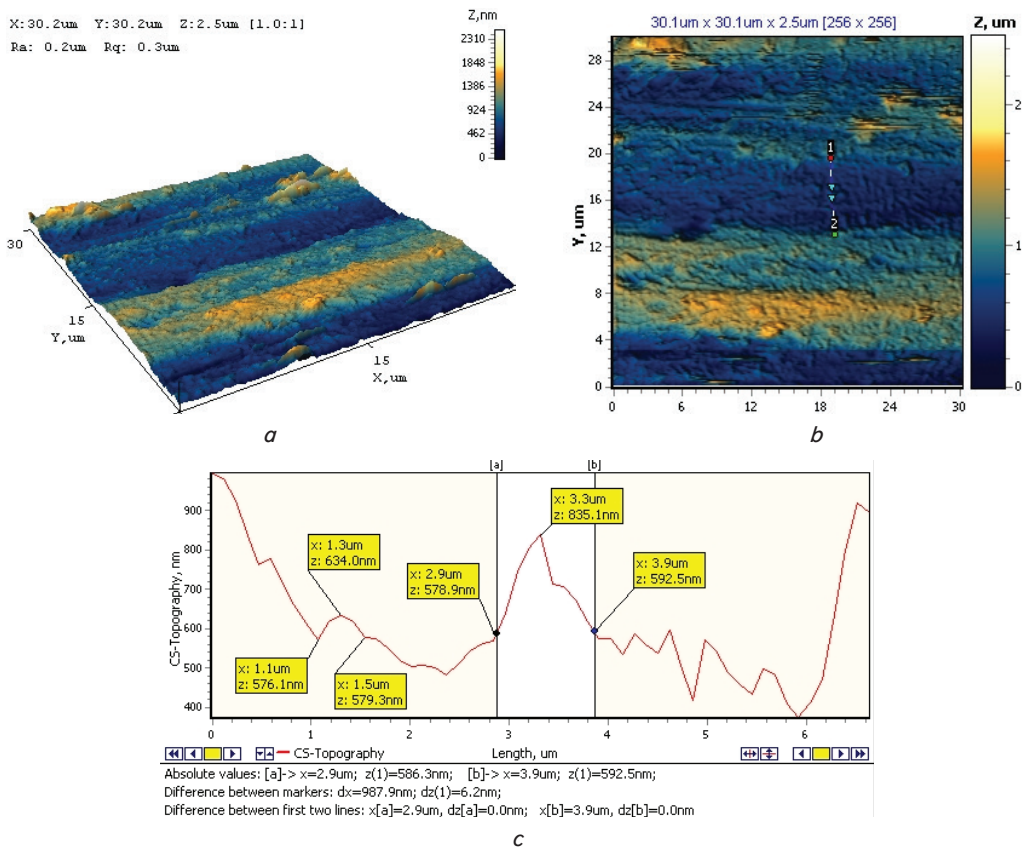 X:30.2um Y:30.2um Z:2.5um [1.0:1]
Ra: 0.2um Rq: 0.3um
Z,nm
2310
1848
1386
924
462
0
30
15
Y,um
15
X,um
a
30.1um x 30.1um x 2.5um [256 x 256]
Z, um
2
1
0
Y, um
28
24
20
16
12
8
4
0
1
2
0 6 12 18 24 30
b
[a] [b]
CS-Topography, nm
900
800
700
600
500
400
x: 1.3um
z: 634.0nm
x: 2.9um
z: 578.9nm
x: 3.3um
z: 835.1nm
x: 3.9um
z: 592.5nm
x: 1.1um
z: 576.1nm
x: 1.5um
z: 579.3nm
0 1 2 3 4 5 6
CS-Topography Length, um
Absolute values: [a]-> x=2.9um; z(1)=586.3nm; [b]-> x=3.9um; z(1)=592.5nm;
Difference between markers: dx=987.9nm; dz(1)=6.2nm;
Difference between first two lines: x[a]=2.9um, dz[a]=0.0nm; x[b]=3.9um, dz[b]=0.0nm
c